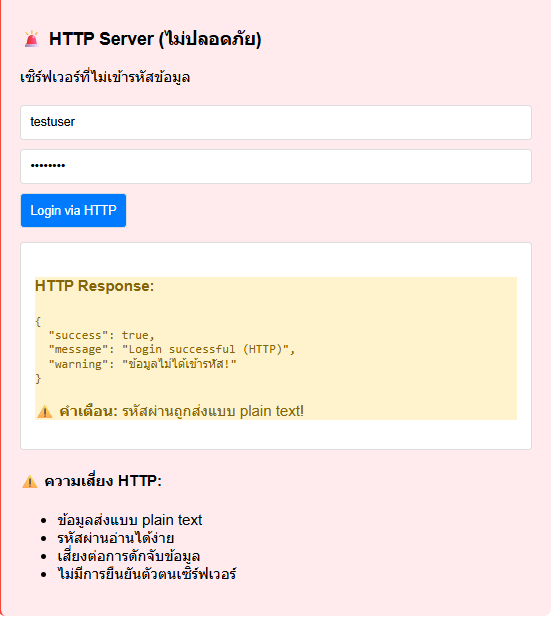 🚨 HTTP Server (ไม่ปลอดภัย)
เซิร์ฟเวอร์ที่ไม่เข้ารหัสข้อมูล
testuser
••••••••
Login via HTTP
HTTP Response:
{
  "success": true,
  "message": "Login successful (HTTP)",
  "warning": "ข้อมูลไม่ได้เข้ารหัส!"
}
⚠️ คำเตือน: รหัสผ่านถูกส่งแบบ plain text!
⚠️ ความเสี่ยง HTTP:
• ข้อมูลส่งแบบ plain text
• รหัสผ่านอ่านได้ง่าย
• เสี่ยงต่อการดักจับข้อมูล
• ไม่มีการยืนยันตัวตนเซิร์ฟเวอร์